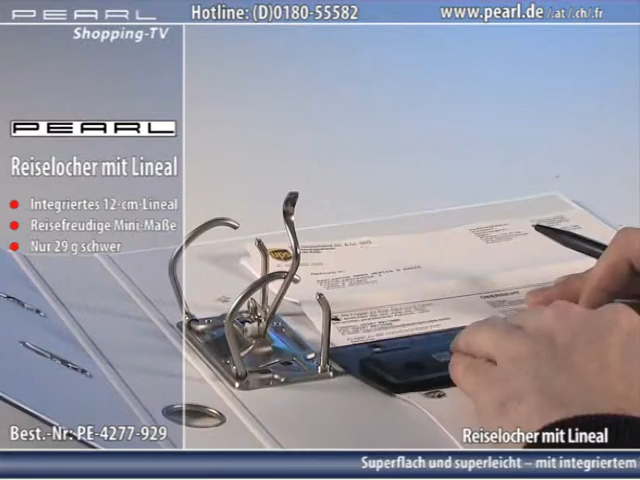 PEARL
Shopping-TV
Hotline: (D)0180-55582
www.pearl.de /.at /.ch/.fr
PEARL
Reiselocher mit Lineal
Integriertes 12-cm-Lineal
Reisefreudige Mini-Maße
Nur 29 g schwer
ups
Best.-Nr: PE-4277-929
Reiselocher mit Lineal
Superflach und superleicht – mit integriertem